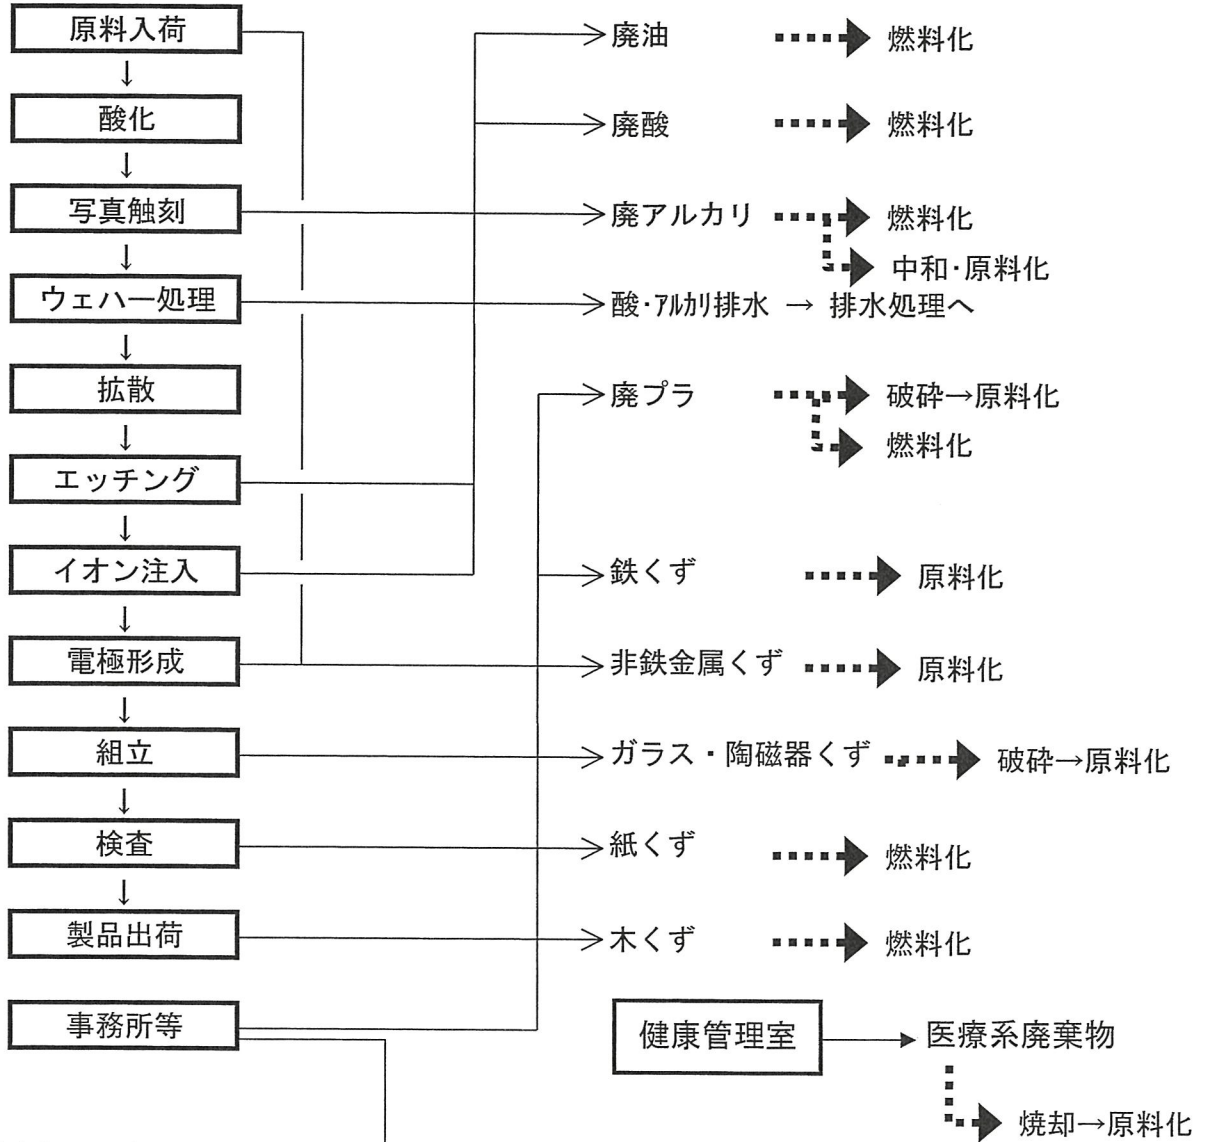 原料入荷
酸化
写真触刻
ウェハー処理
拡散
エッチング
イオン注入
電極形成
組立
検査
製品出荷
事務所等
廃油 燃料化
廃酸 燃料化
廃アルカリ 燃料化
中和・原料化
酸・アルカリ排水 → 排水処理へ
廃プラ 破砕→原料化
燃料化
鉄くず 原料化
非鉄金属くず 原料化
ガラス・陶磁器くず 破砕→原料化
紙くず 燃料化
木くず 燃料化
健康管理室 医療系廃棄物
焼却→原料化